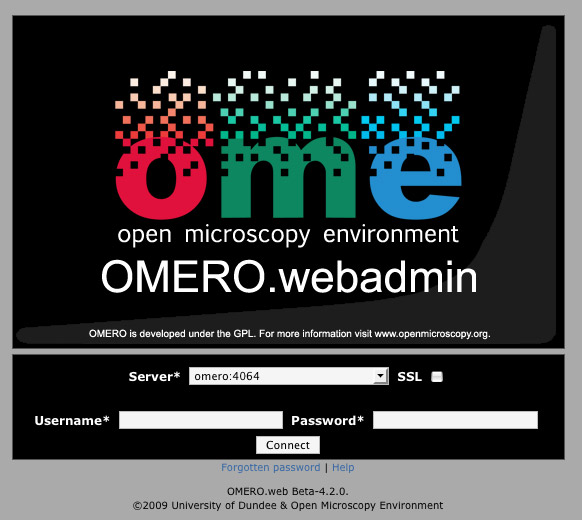 ome
open microscopy environment
OMERO.webadmin
OMERO is developed under the GPL. For more information visit www.openmicroscopy.org.
Server* omero:4064 SSL
Username* Password*
Connect
Forgotten password | Help
OMERO.web Beta-4.2.0.
©2009 University of Dundee & Open Microscopy Environment